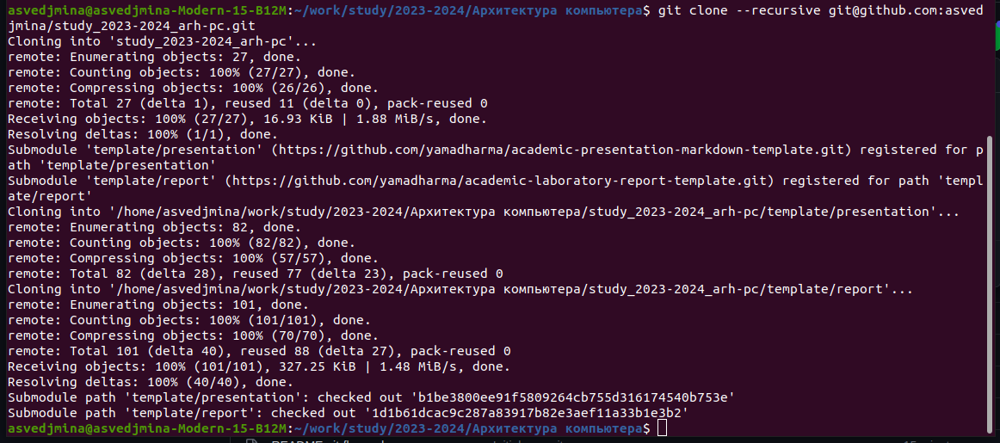 asvedjmina@asvedjmina-Modern-15-B12M:~/work/study/2023-2024/Архитектура компьютера$ git clone --recursive git@github.com:asved
jmina/study_2023-2024_arh-pc.git
Cloning into 'study_2023-2024_arh-pc'...
remote: Enumerating objects: 27, done.
remote: Counting objects: 100% (27/27), done.
remote: Compressing objects: 100% (26/26), done.
remote: Total 27 (delta 1), reused 11 (delta 0), pack-reused 0
Receiving objects: 100% (27/27), 16.93 KiB | 1.88 MiB/s, done.
Resolving deltas: 100% (1/1), done.
Submodule 'template/presentation' (https://github.com/yamadharma/academic-presentation-markdown-template.git) registered for p
ath 'template/presentation'
Submodule 'template/report' (https://github.com/yamadharma/academic-laboratory-report-template.git) registered for path 'templ
ate/report'
Cloning into '/home/asvedjmina/work/study/2023-2024/Архитектура компьютера/study_2023-2024_arh-pc/template/presentation'...
remote: Enumerating objects: 82, done.
remote: Counting objects: 100% (82/82), done.
remote: Compressing objects: 100% (57/57), done.
remote: Total 82 (delta 28), reused 77 (delta 23), pack-reused 0
Cloning into '/home/asvedjmina/work/study/2023-2024/Архитектура компьютера/study_2023-2024_arh-pc/template/report'...
remote: Enumerating objects: 101, done.
remote: Counting objects: 100% (101/101), done.
remote: Compressing objects: 100% (70/70), done.
remote: Total 101 (delta 40), reused 88 (delta 27), pack-reused 0
Receiving objects: 100% (101/101), 327.25 KiB | 1.48 MiB/s, done.
Resolving deltas: 100% (40/40), done.
Submodule path 'template/presentation': checked out 'b1be3800ee91f5809264cb755d316174540b753e'
Submodule path 'template/report': checked out '1d1b61dcac9c287a83917b82e3aef11a33b1e3b2'
asvedjmina@asvedjmina-Modern-15-B12M:~/work/study/2023-2024/Архитектура компьютера$